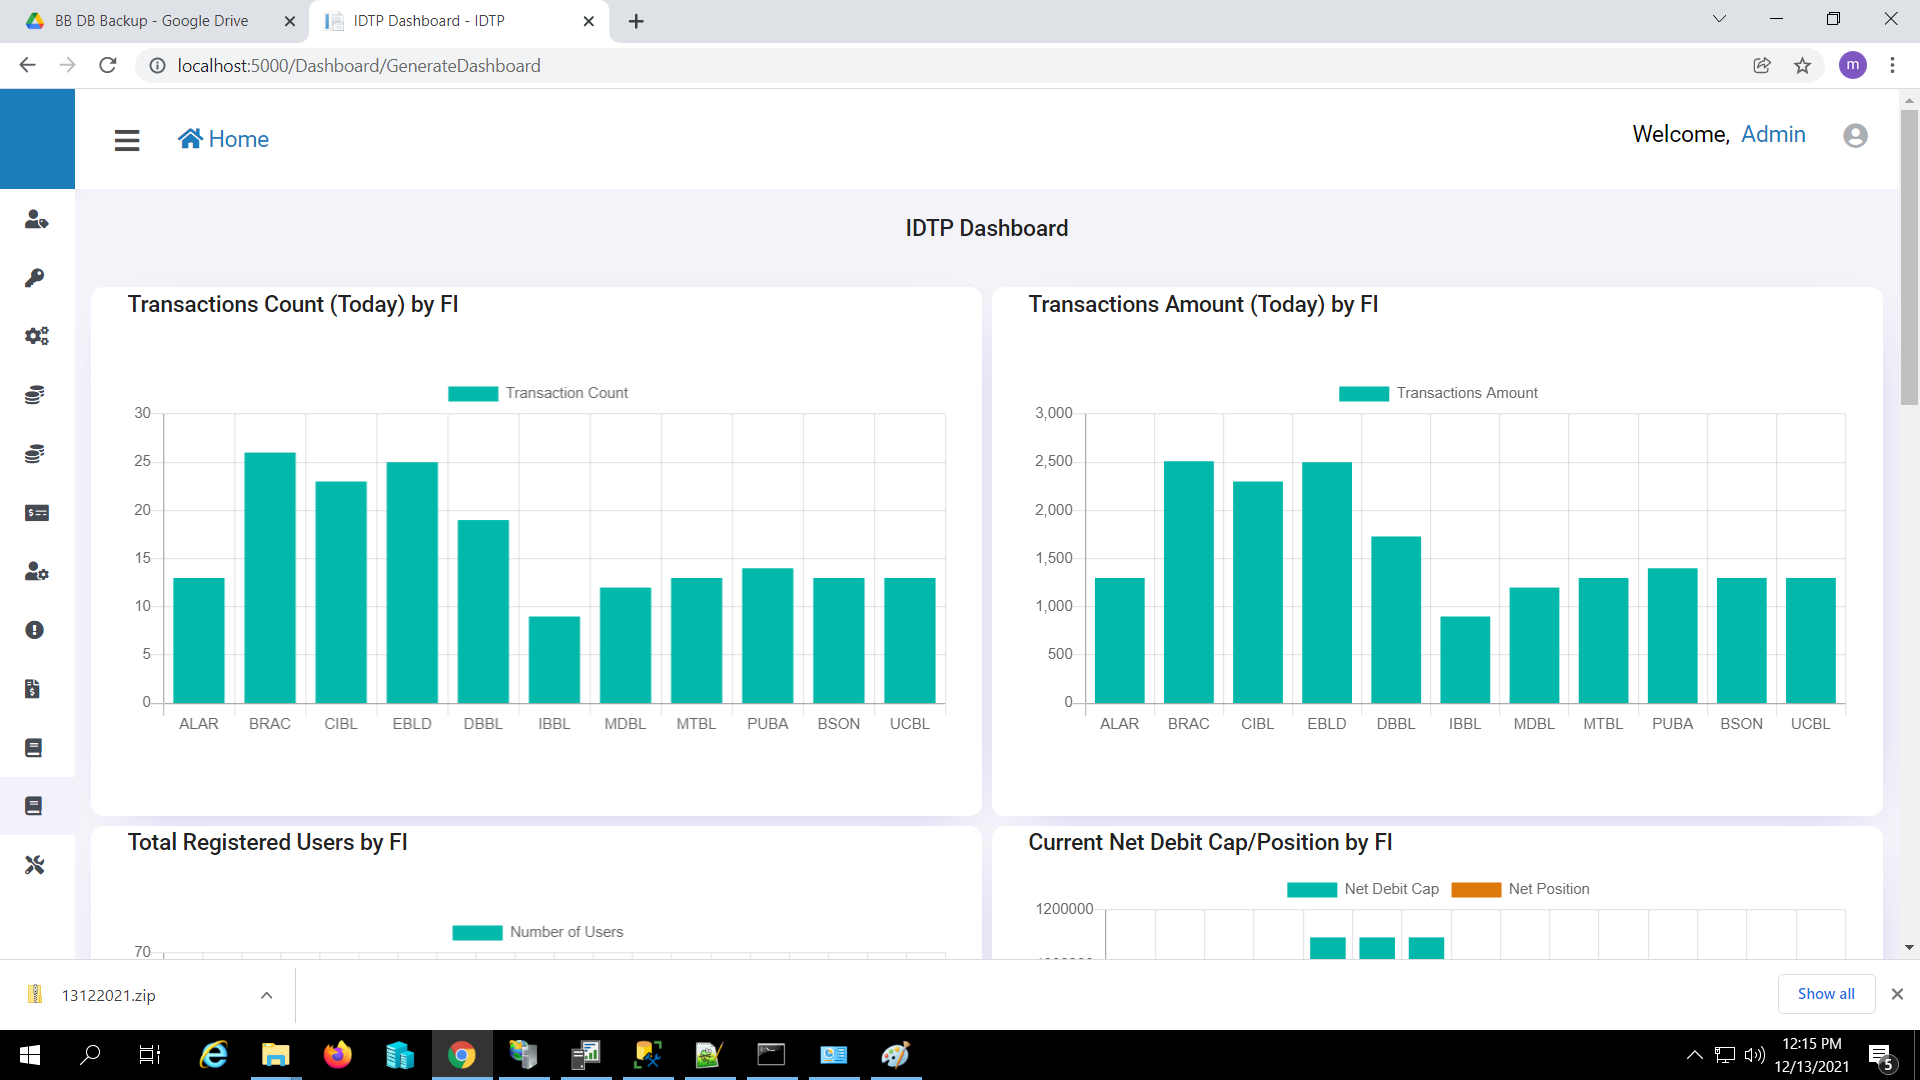 BB DB Backup - Google Drive
IDTP Dashboard - IDTP
localhost:5000/Dashboard/GenerateDashboard
m
Home
Welcome, Admin
IDTP Dashboard
Transactions Count (Today) by FI
Transaction Count
30
25
20
15
10
5
0
ALAR BRAC CIBL EBLD DBBL IBBL MDBL MTBL PUBA BSON UCBL
Transactions Amount (Today) by FI
Transactions Amount
3,000
2,500
2,000
1,500
1,000
500
0
ALAR BRAC CIBL EBLD DBBL IBBL MDBL MTBL PUBA BSON UCBL
Total Registered Users by FI
Number of Users
70
Current Net Debit Cap/Position by FI
Net Debit Cap Net Position
1200000
13122021.zip
Show all
12:15 PM
12/13/2021
5